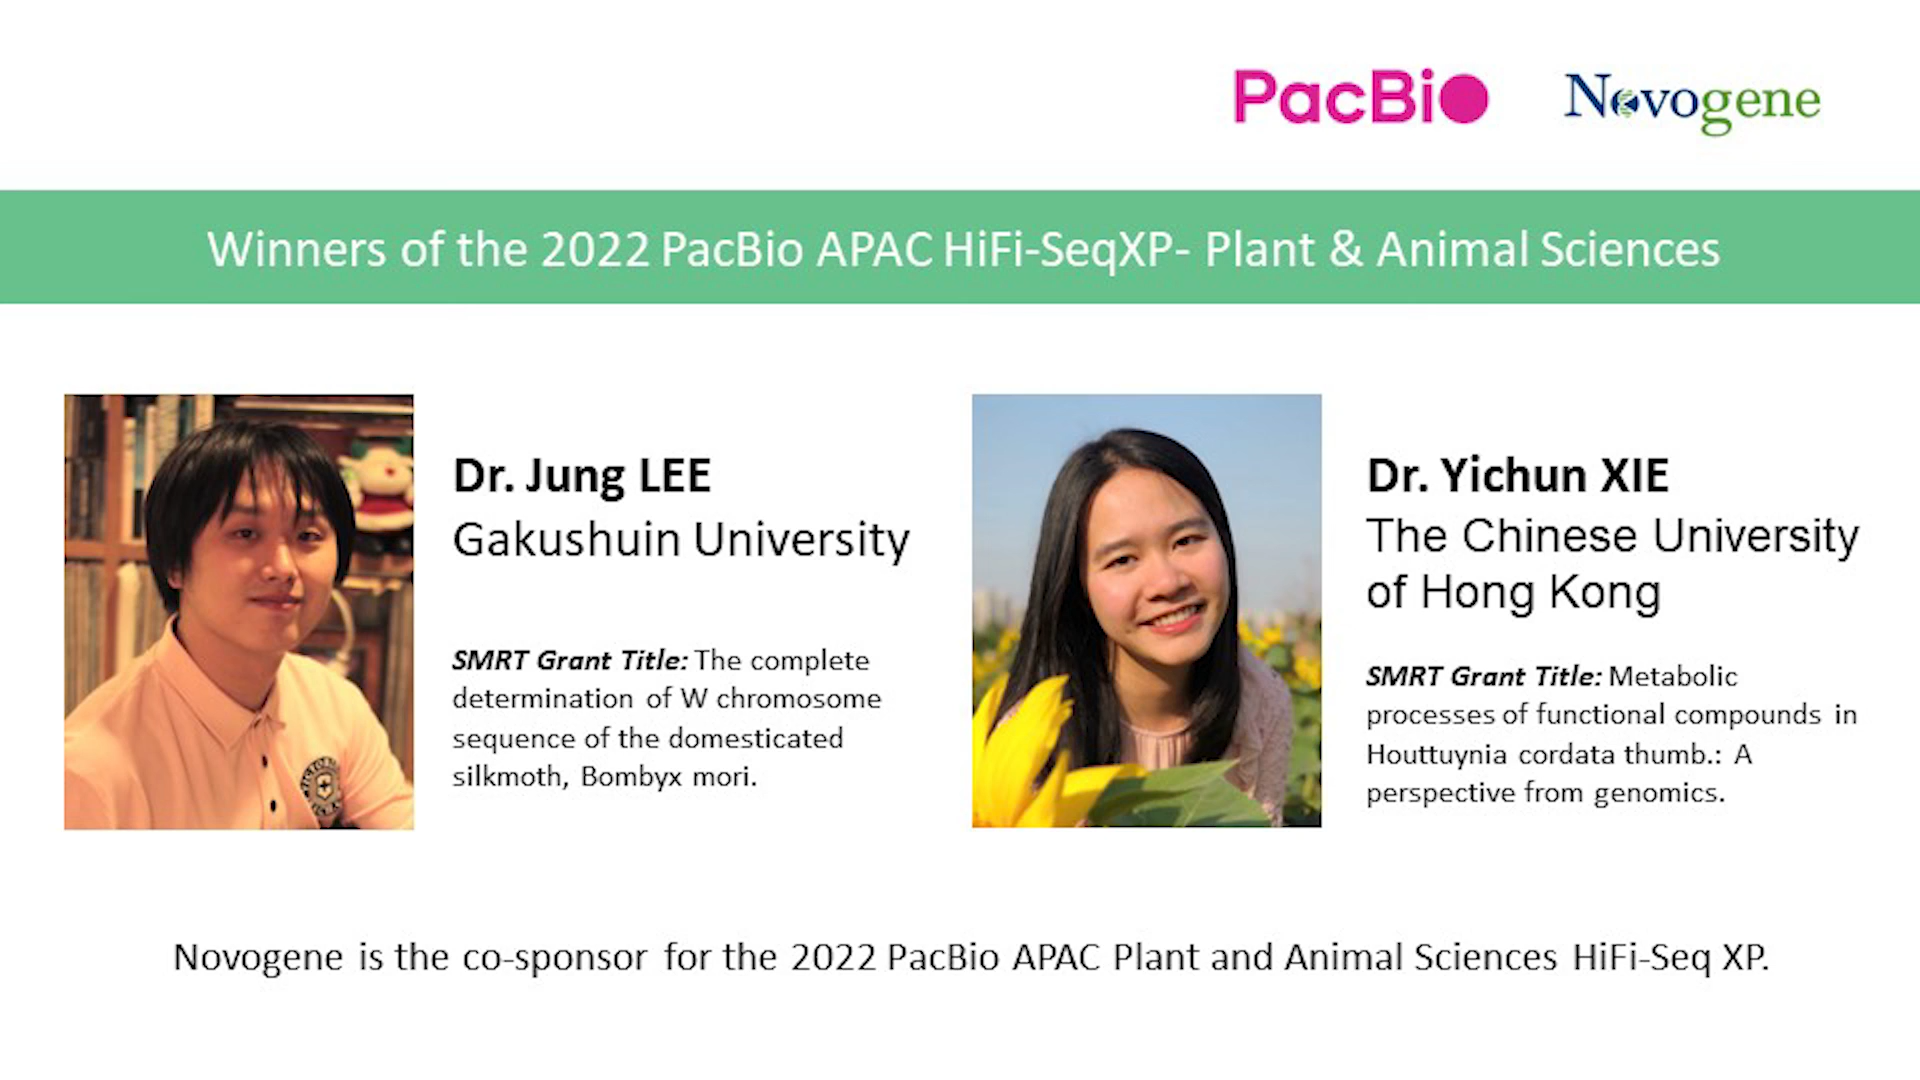 PacBio
Novogene
Winners of the 2022 PacBio APAC HiFi-SeqXP- Plant & Animal Sciences
Dr. Jung LEE
Gakushuin University
SMRT Grant Title: The complete
determination of W chromosome
sequence of the domesticated
silkmoth, Bombyx mori.
Dr. Yichun XIE
The Chinese University
of Hong Kong
SMRT Grant Title: Metabolic
processes of functional compounds in
Houttuynia cordata thumb.: A
perspective from genomics.
Novogene is the co-sponsor for the 2022 PacBio APAC Plant and Animal Sciences HiFi-Seq XP.